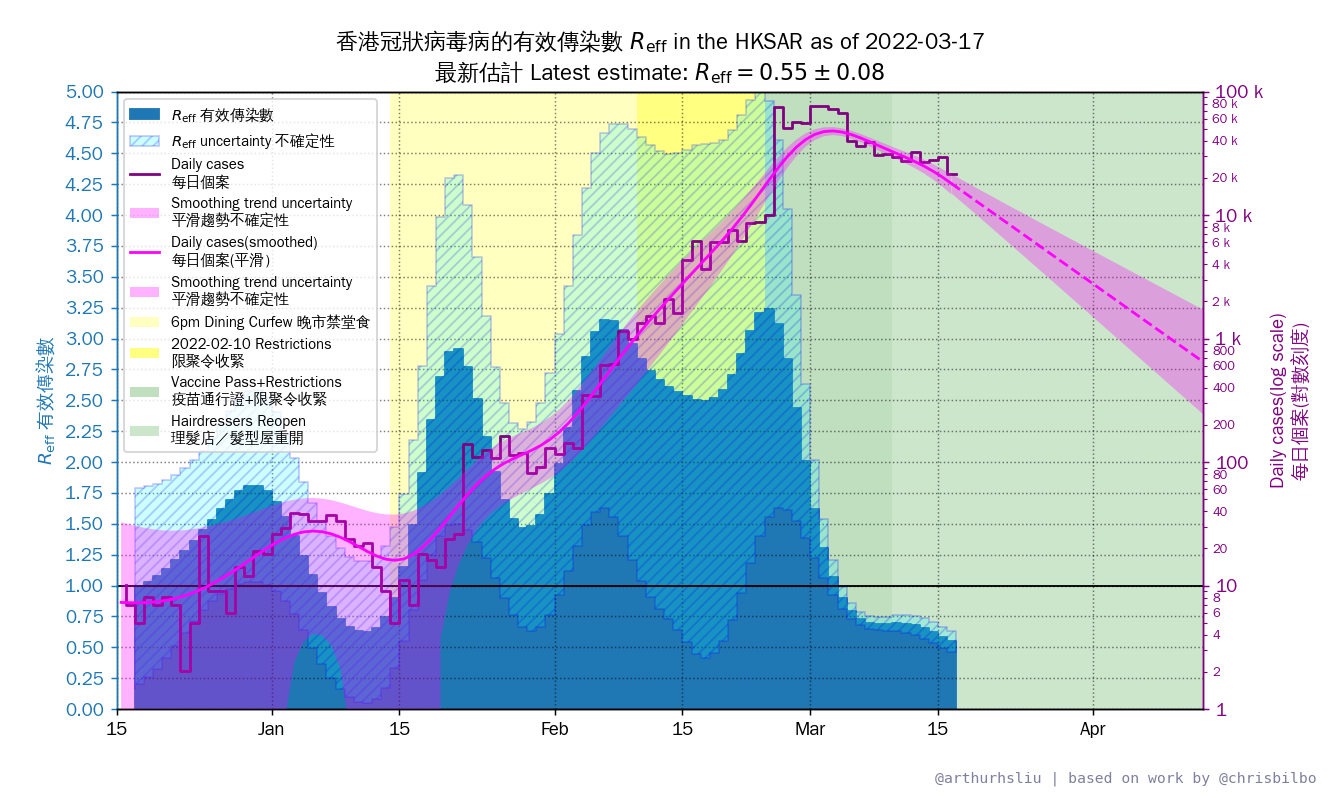 香港冠狀病毒病的有效傳染數 Reff in the HKSAR as of 2022-03-17
最新估計 Latest estimate: Reff = 0.55 ± 0.08
Reff 有效傳染數
Reff uncertainty 不確定性
Daily cases
每日個案
Smoothing trend uncertainty
平滑趨勢不確定性
Daily cases(smoothed)
每日個案(平滑）
Smoothing trend uncertainty
平滑趨勢不確定性
6pm Dining Curfew 晚市禁堂食
2022-02-10 Restrictions
限聚令收緊
Vaccine Pass+Restrictions
疫苗通行證+限聚令收緊
Hairdressers Reopen
理髮店／髮型屋重開
Reff 有效傳染數
5.00
4.75
4.50
4.25
4.00
3.75
3.50
3.25
3.00
2.75
2.50
2.25
2.00
1.75
1.50
1.25
1.00
0.75
0.50
0.25
0.00
15
Jan
15
Feb
15
Mar
15
Apr
100 k
80 k
60 k
40 k
20 k
10 k
8 k
6 k
4 k
2 k
1 k
800
600
400
200
100
80
60
40
20
10
8
6
4
2
1
Daily cases(log scale)
每日個案(對數刻度)
@arthurhsliu | based on work by @chrisbilbo